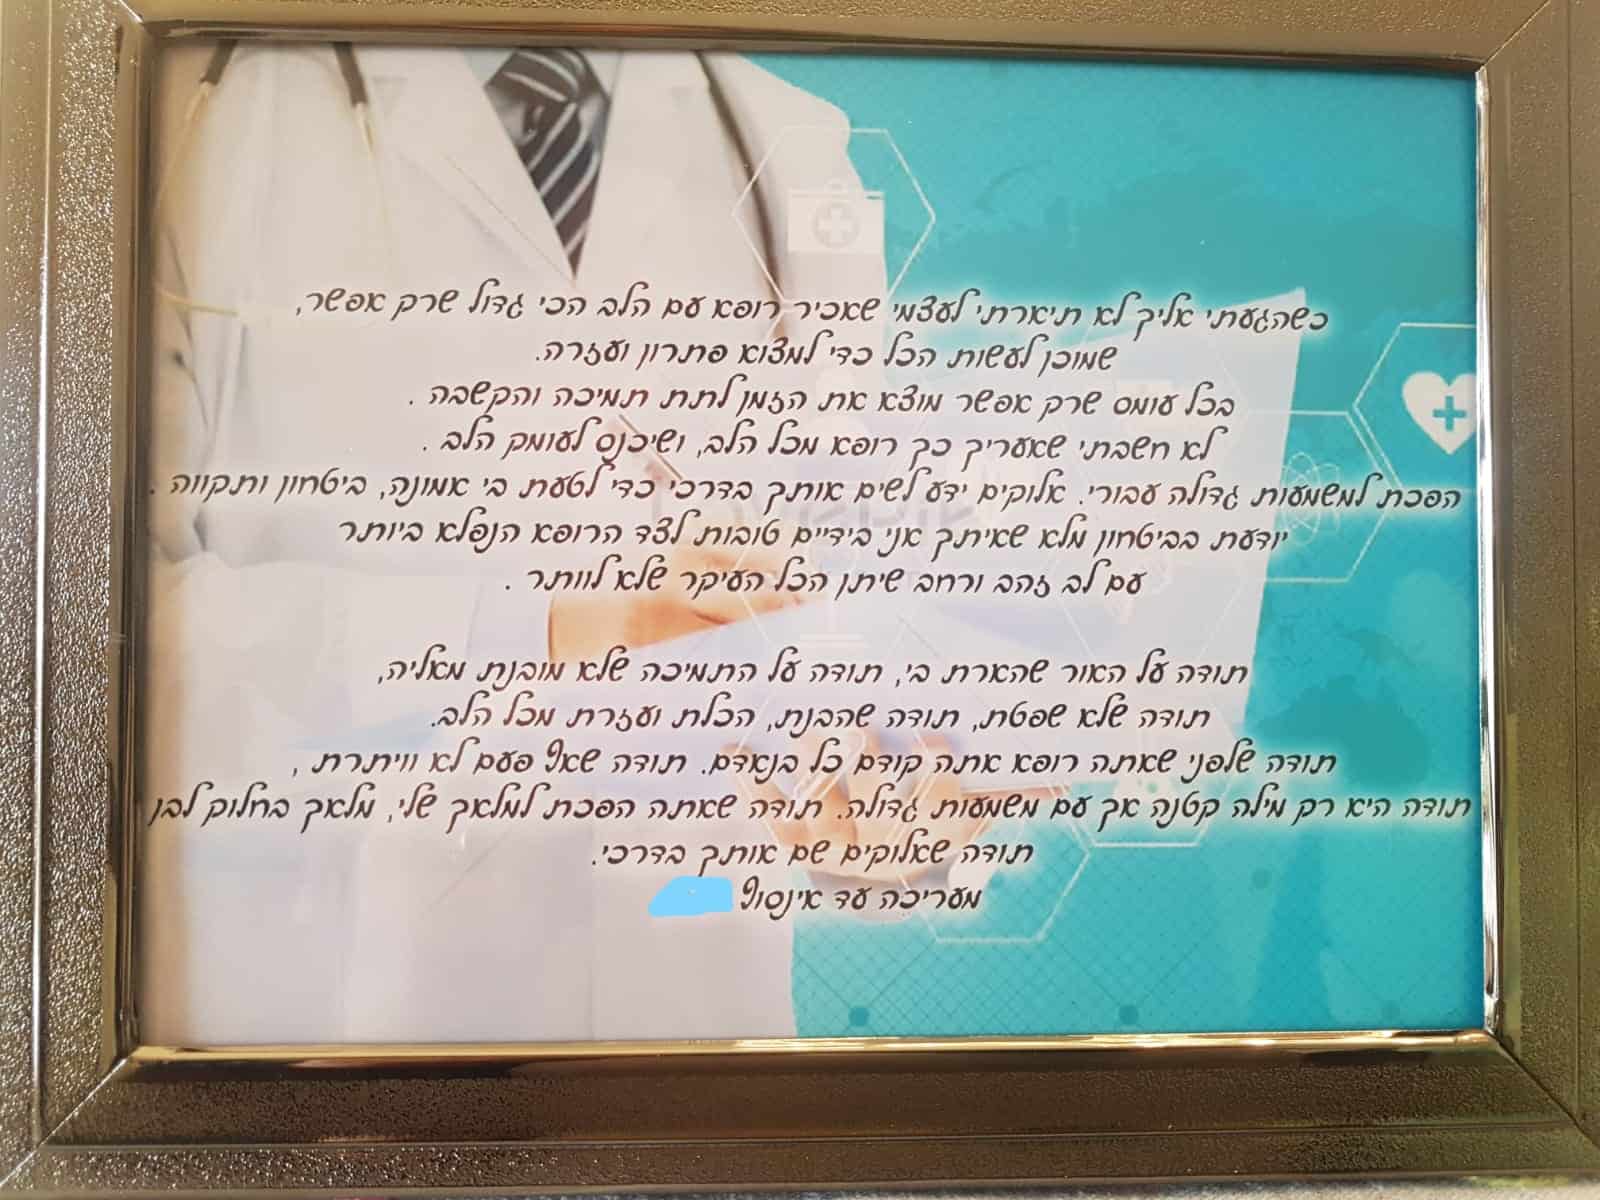 כשהגעתי אליך לא תיארתי לעצמי שאכיר רופא עם הלב הכי גדול שרק אפשר,
שמוכן לעשות הכל כדי למצוא פתרון ועזרה.
בכל עומס שרק אפשר מוצא את הזמן לתת תמיכה והקשבה .
לא חשבתי שאעריך כך רופא מכל הלב, ושיכנס לעומק הלב .
הפכת למשמעות גדולה עבורי. אלוקים ידע לשים אותך בדרכי כדי לטעת בי אמונה, ביטחון ותקווה .
יודעת בביטחון מלא שאיתך אני בידיים טובות לצד הרופא הנפלא ביותר
עם לב זהב ורחב שיתן הכל העיקר שלא לוותר .
תודה על האור שהארת בי, תודה על התמיכה שלא מובנת מאליה,
תודה שלא שפטת, תודה שהבנת, הכלת ועזרת מכל הלב.
תודה שלפני שאתה רופא אתה קודם כל בנאדם. תודה שאף פעם לא וויתרת ,
תודה היא רק מילה קטנה אך עם משמעות גדולה. תודה שאתה הפכת למלאך שלי, מלאך בחלוק לבן
תודה שאלוקים שם אותך בדרכי.
מעריכה עד אינסוף